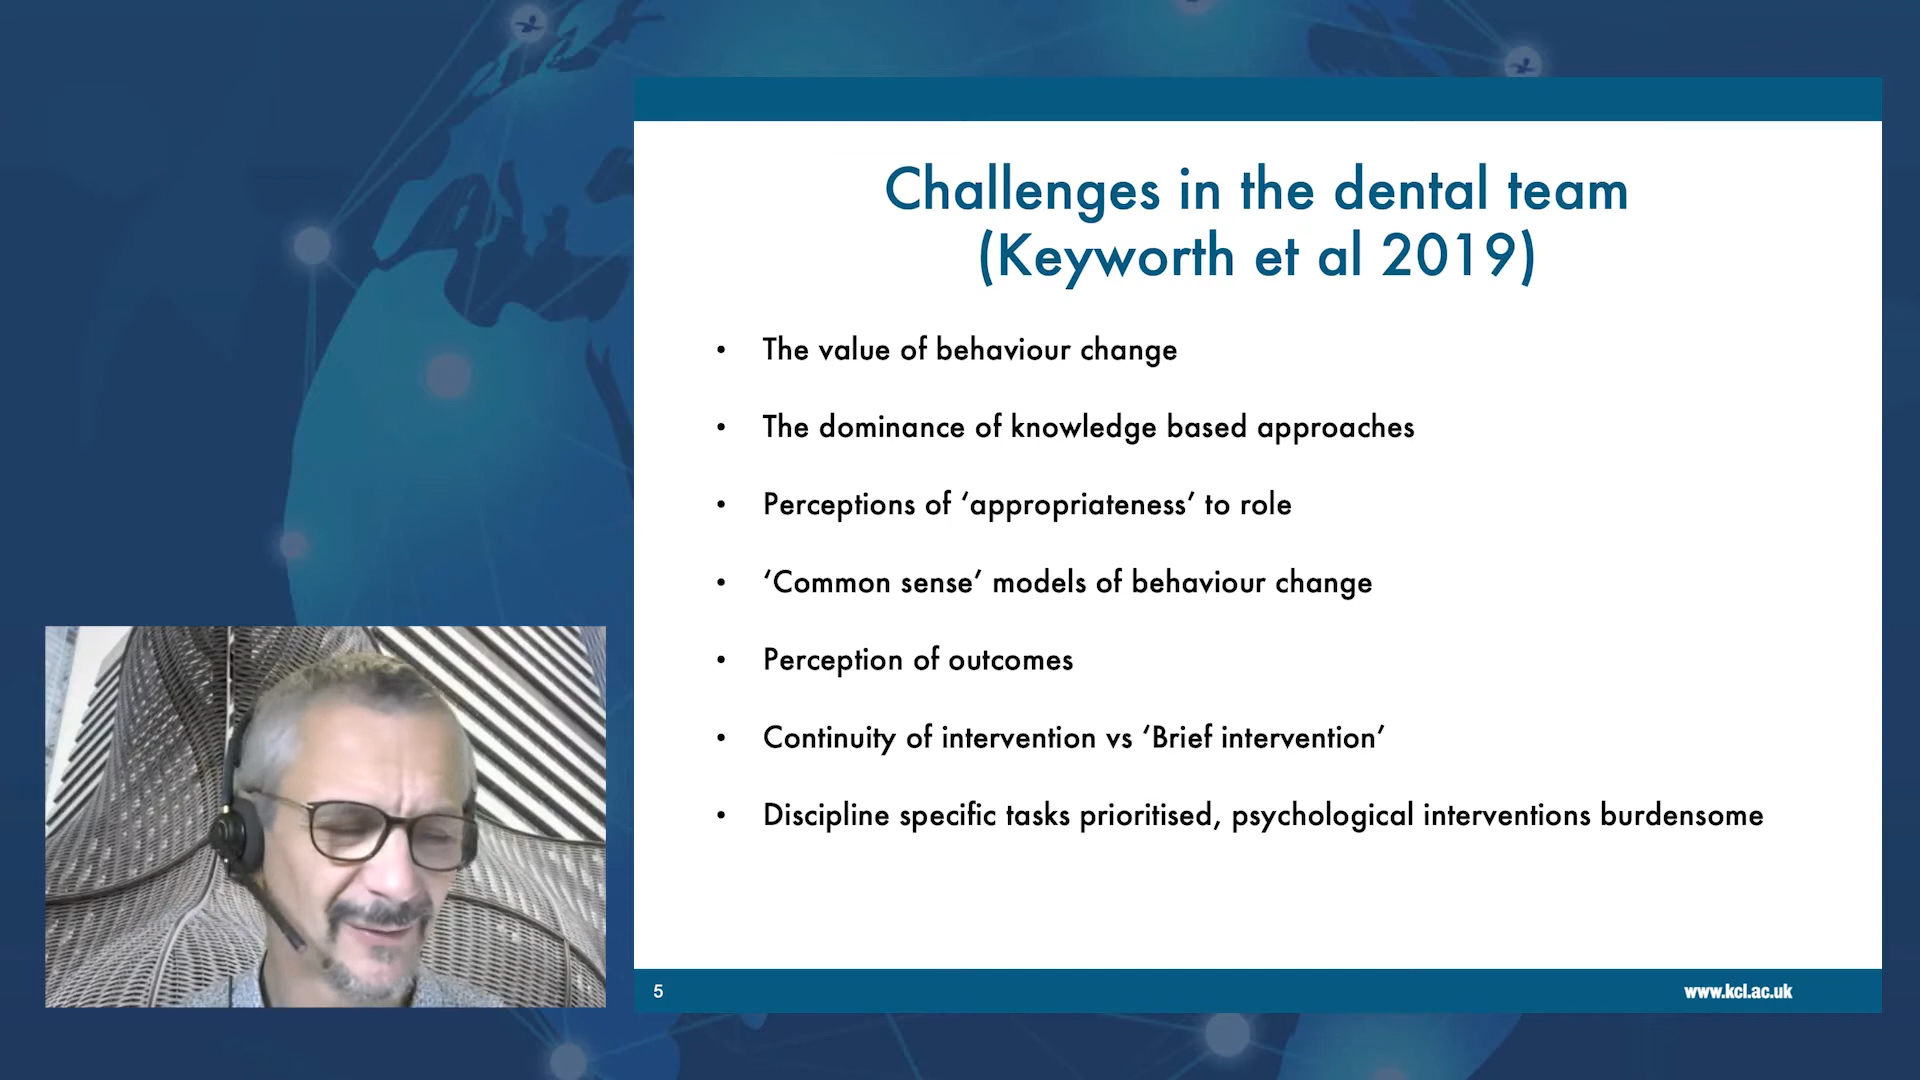 Challenges in the dental team
(Keyworth et al 2019)
• The value of behaviour change
• The dominance of knowledge based approaches
• Perceptions of ‘appropriateness’ to role
• ‘Common sense’ models of behaviour change
• Perception of outcomes
• Continuity of intervention vs ‘Brief intervention’
• Discipline specific tasks prioritised, psychological interventions burdensome
5
www.kcl.ac.uk